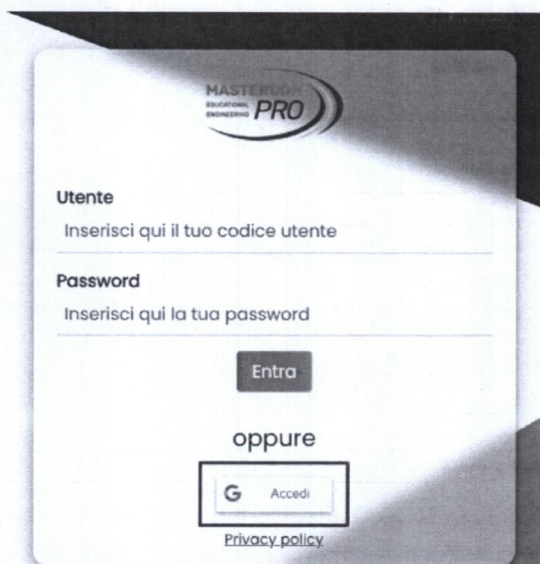 MASTERCOM
EDUCATIONAL
ENGINEERING
PRO
Utente
Inserisci qui il tuo codice utente
Password
Inserisci qui la tua password
Entra
oppure
G Accedi
Privacy policy